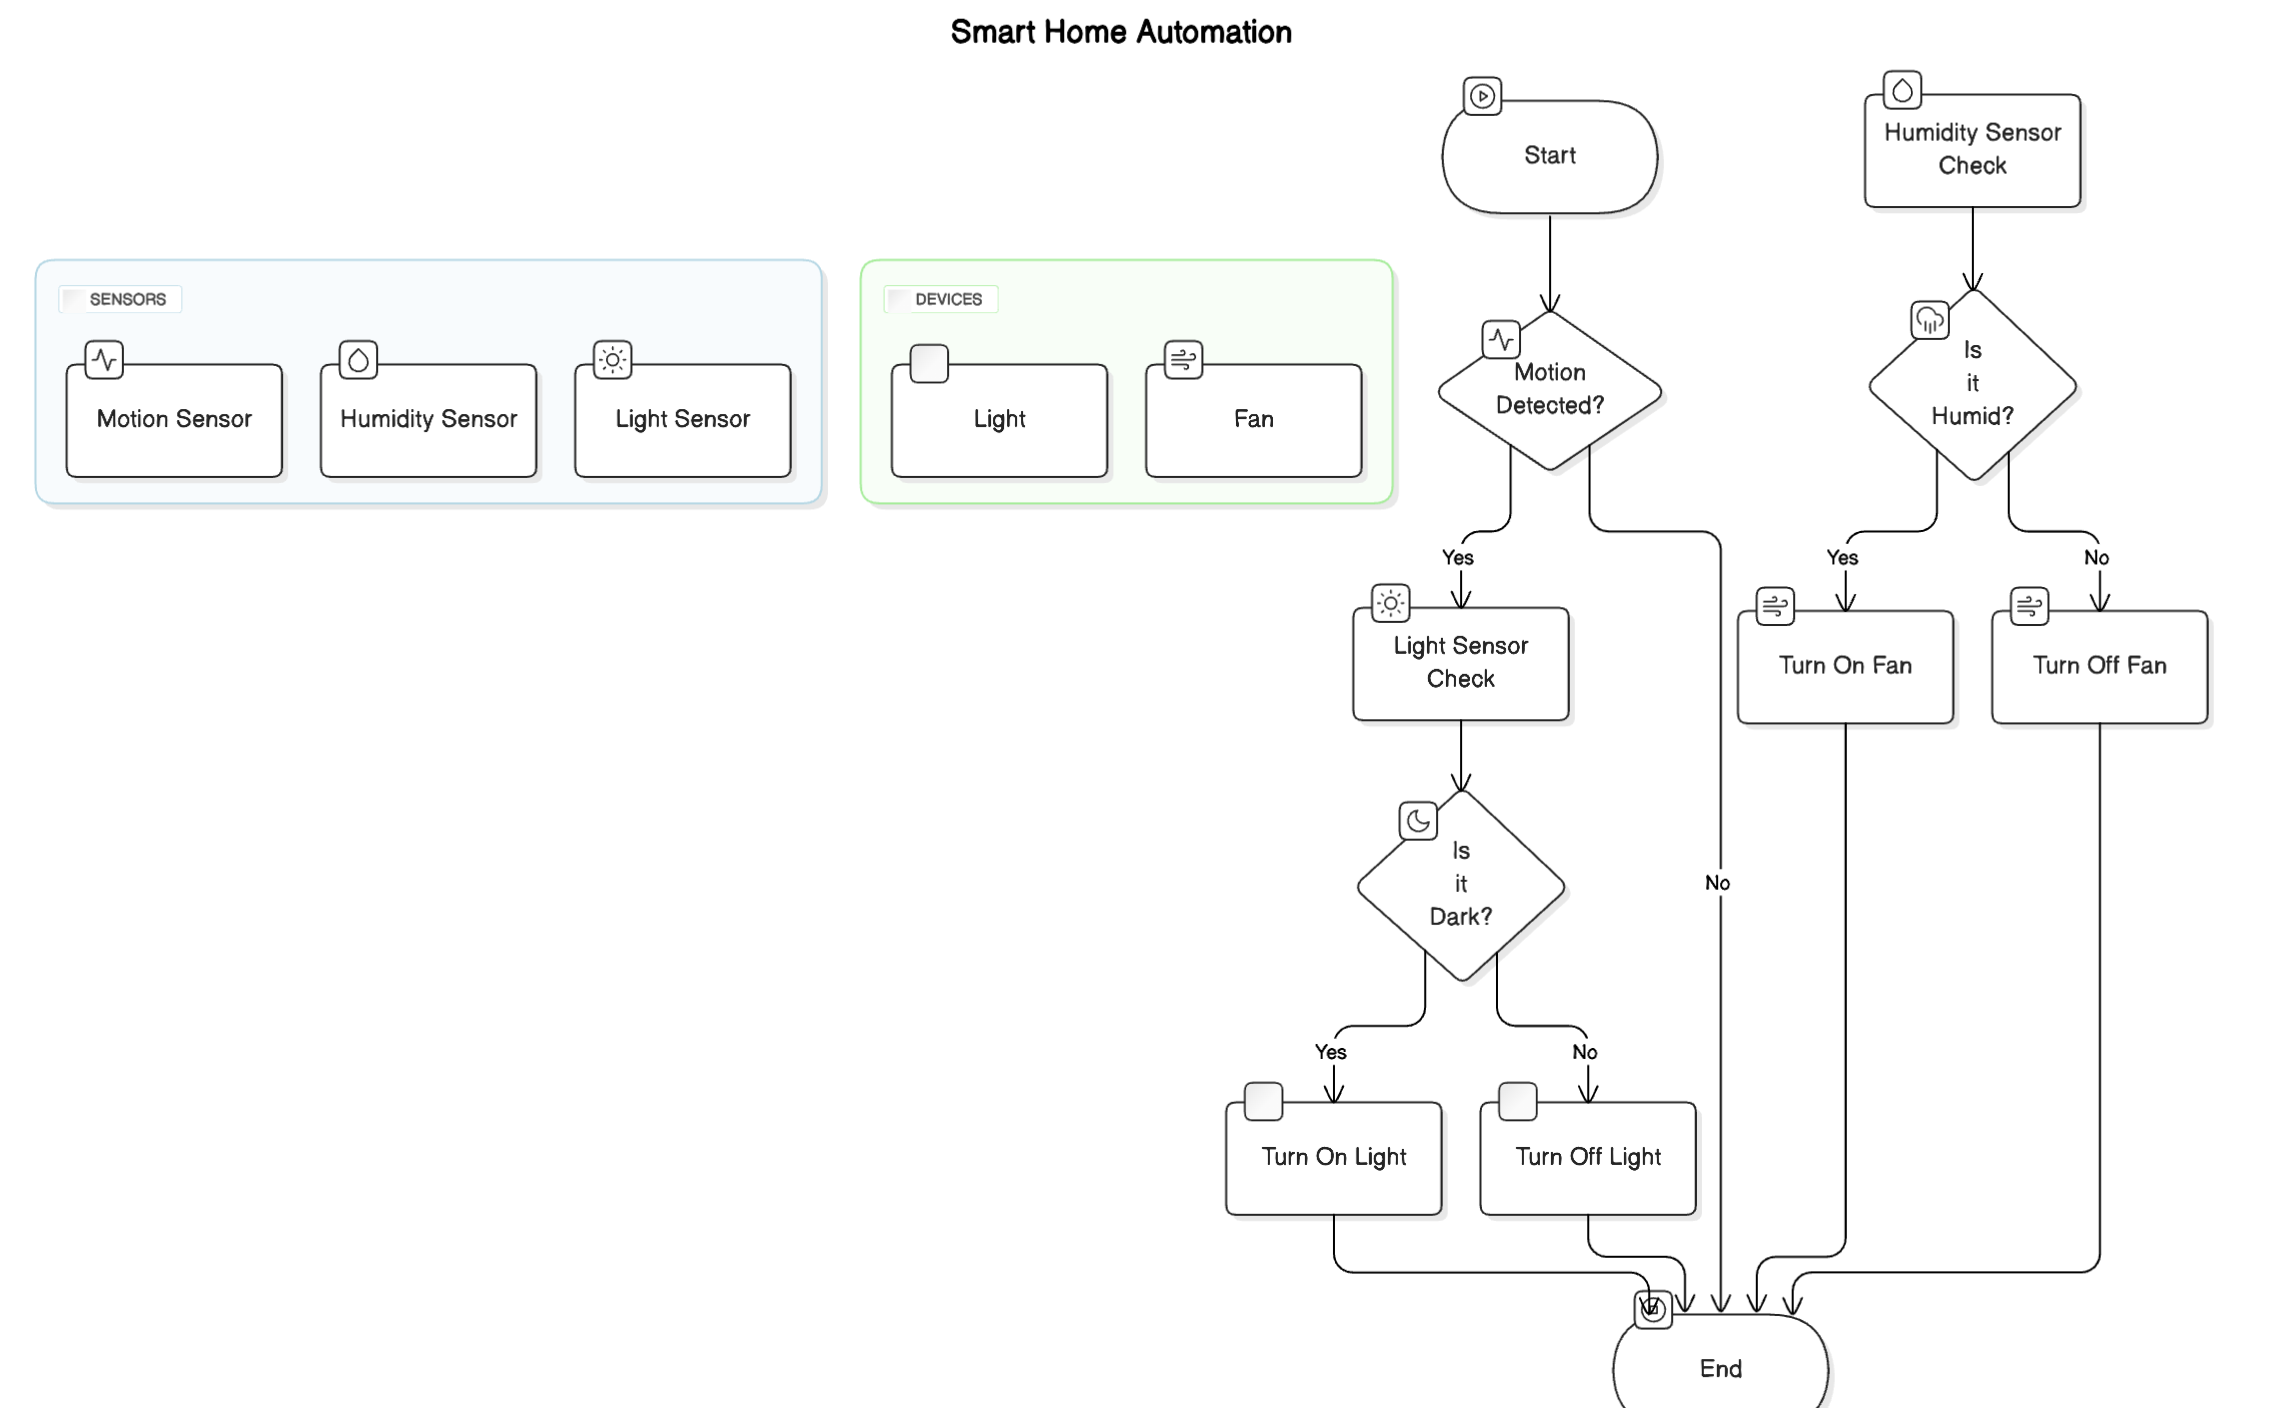 Smart Home Automation
Start
Humidity Sensor
Check
SENSORS
Motion Sensor
Humidity Sensor
Light Sensor
DEVICES
Light
Fan
Motion
Detected?
Is
it
Humid?
Yes
Yes
No
Light Sensor
Check
Turn On Fan
Turn Off Fan
Is
it
Dark?
No
Yes
No
Turn On Light
Turn Off Light
End